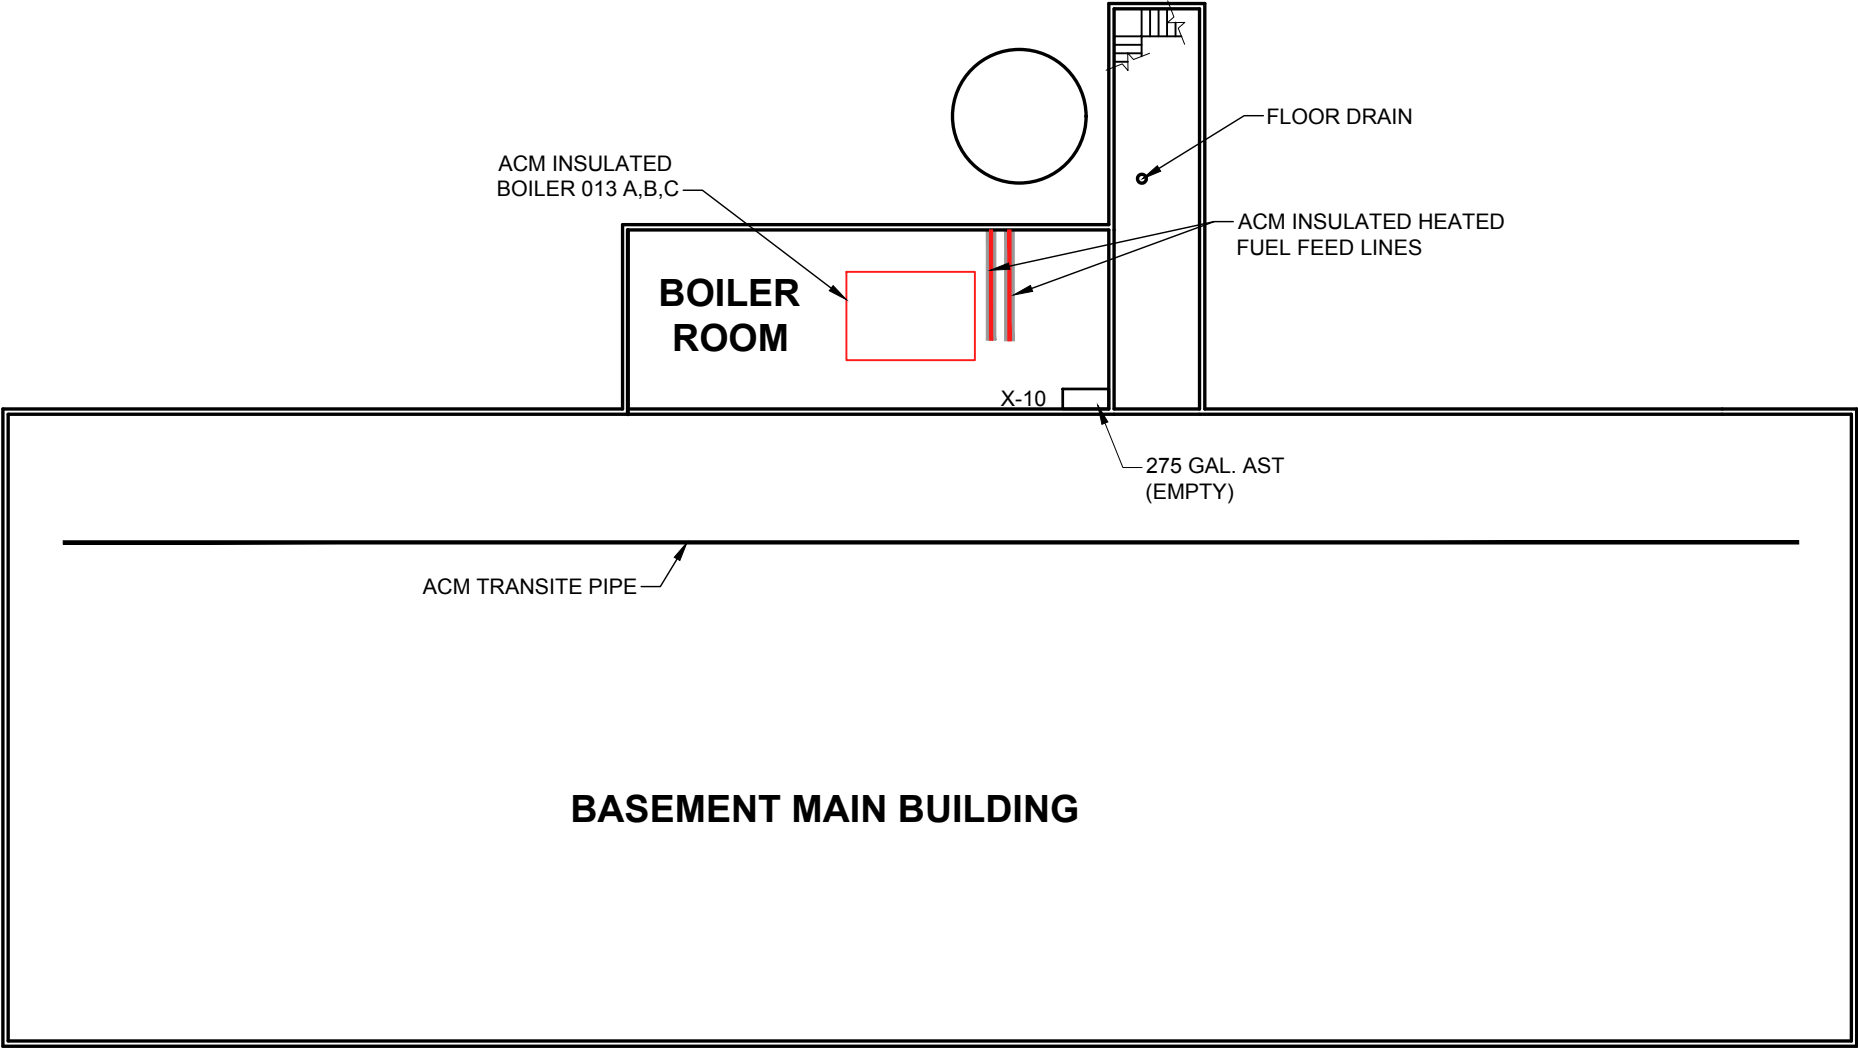 FLOOR DRAIN
ACM INSULATED
BOILER 013 A,B,C
ACM INSULATED HEATED
FUEL FEED LINES
BOILER
ROOM
X-10
275 GAL. AST
(EMPTY)
ACM TRANSITE PIPE
BASEMENT MAIN BUILDING